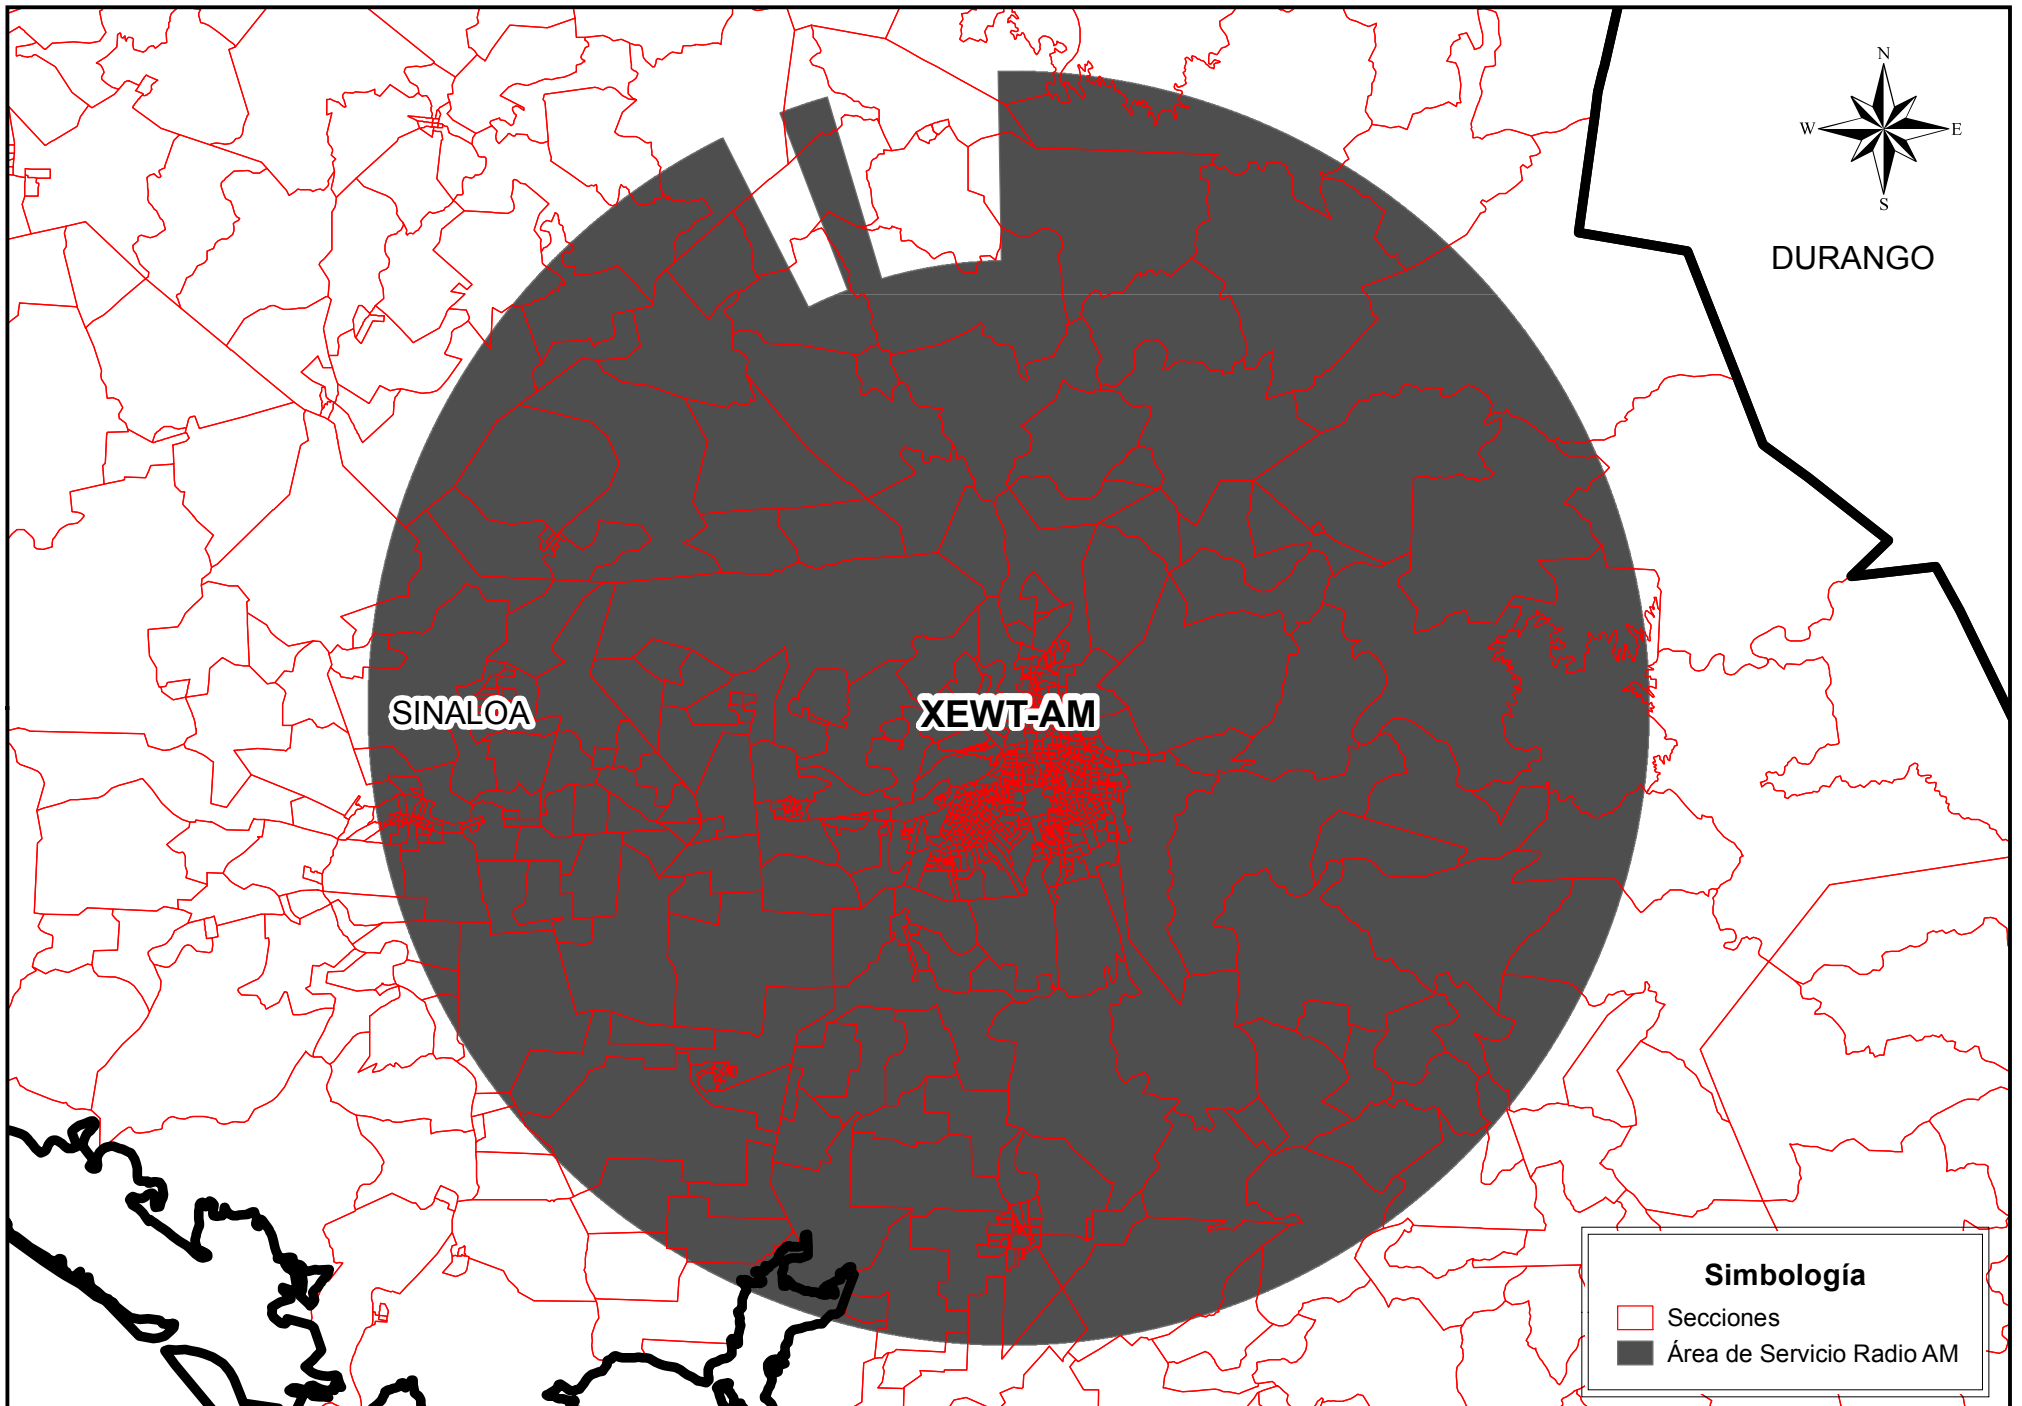 N
W E
S
DURANGO
SINALOA
XEWT-AM
Simbología
Secciones
Área de Servicio Radio AM